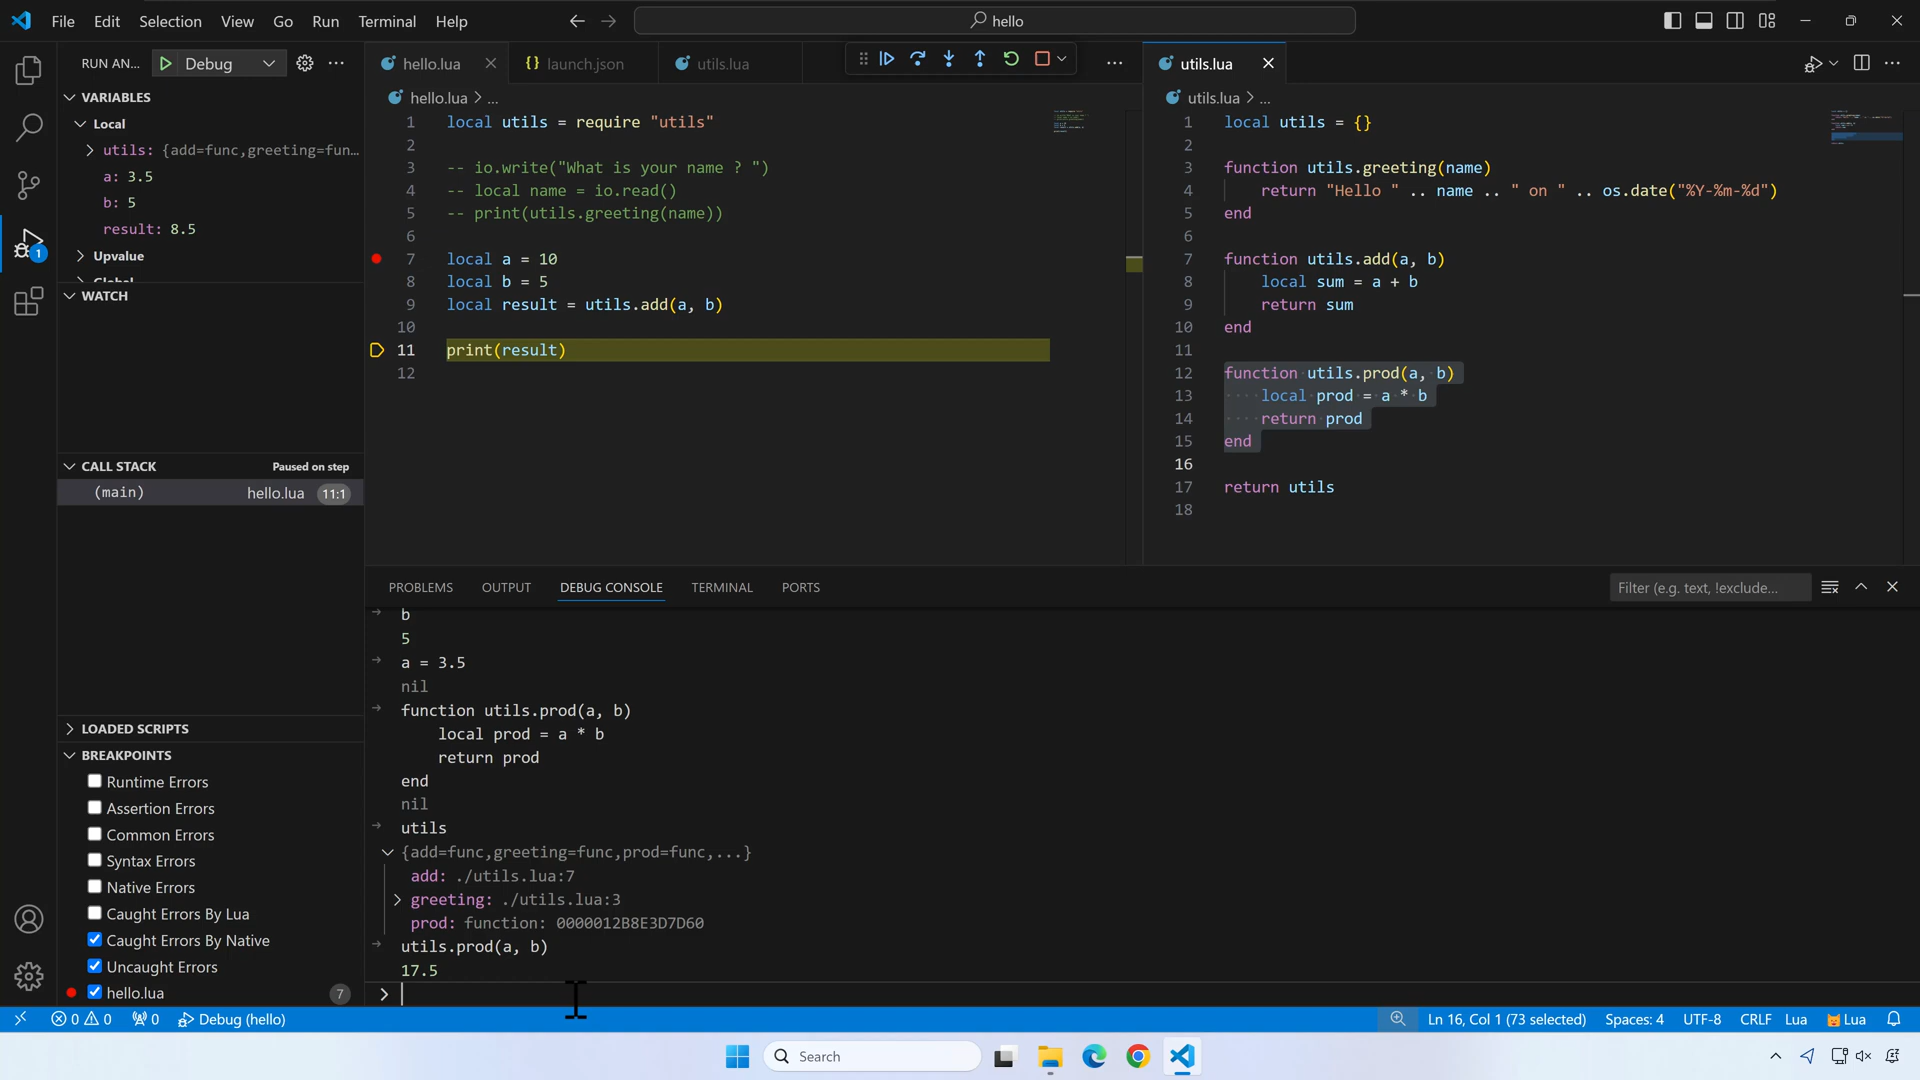 File Edit Selection View Go Run Terminal Help
hello
RUN AN... Debug
VARIABLES
Local
utils: {add=func,greeting=fun...
a: 3.5
b: 5
result: 8.5
Upvalue
Global
WATCH
CALL STACK Paused on step
(main) hello.lua 11:1
LOADED SCRIPTS
BREAKPOINTS
Runtime Errors
Assertion Errors
Common Errors
Syntax Errors
Native Errors
Caught Errors By Lua
Caught Errors By Native
Uncaught Errors
hello.lua 7
1
hello.lua launch.json utils.lua
hello.lua > ...
1 local utils = require "utils"
2
3 -- io.write("What is your name ? ")
4 -- local name = io.read()
5 -- print(utils.greeting(name))
6
7 local a = 10
8 local b = 5
9 local result = utils.add(a, b)
10
11 print(result)
12
utils.lua
utils.lua > ...
1 local utils = {}
2
3 function utils.greeting(name)
4 return "Hello " .. name .. " on " .. os.date("%Y-%m-%d")
5 end
6
7 function utils.add(a, b)
8 local sum = a + b
9 return sum
10 end
11
12 function utils.prod(a, b)
13 local prod = a * b
14 return prod
15 end
16
17 return utils
18
PROBLEMS OUTPUT DEBUG CONSOLE TERMINAL PORTS
Filter (e.g. text, !exclude...
b
5
a = 3.5
nil
function utils.prod(a, b)
local prod = a * b
return prod
end
nil
utils
{add=func,greeting=func,prod=func,...}
add: ./utils.lua:7
greeting: ./utils.lua:3
prod: function: 0000012B8E3D7D60
utils.prod(a, b)
17.5
>
0 0 0 Debug (hello) Ln 16, Col 1 (73 selected) Spaces: 4 UTF-8 CRLF Lua Lua
Search